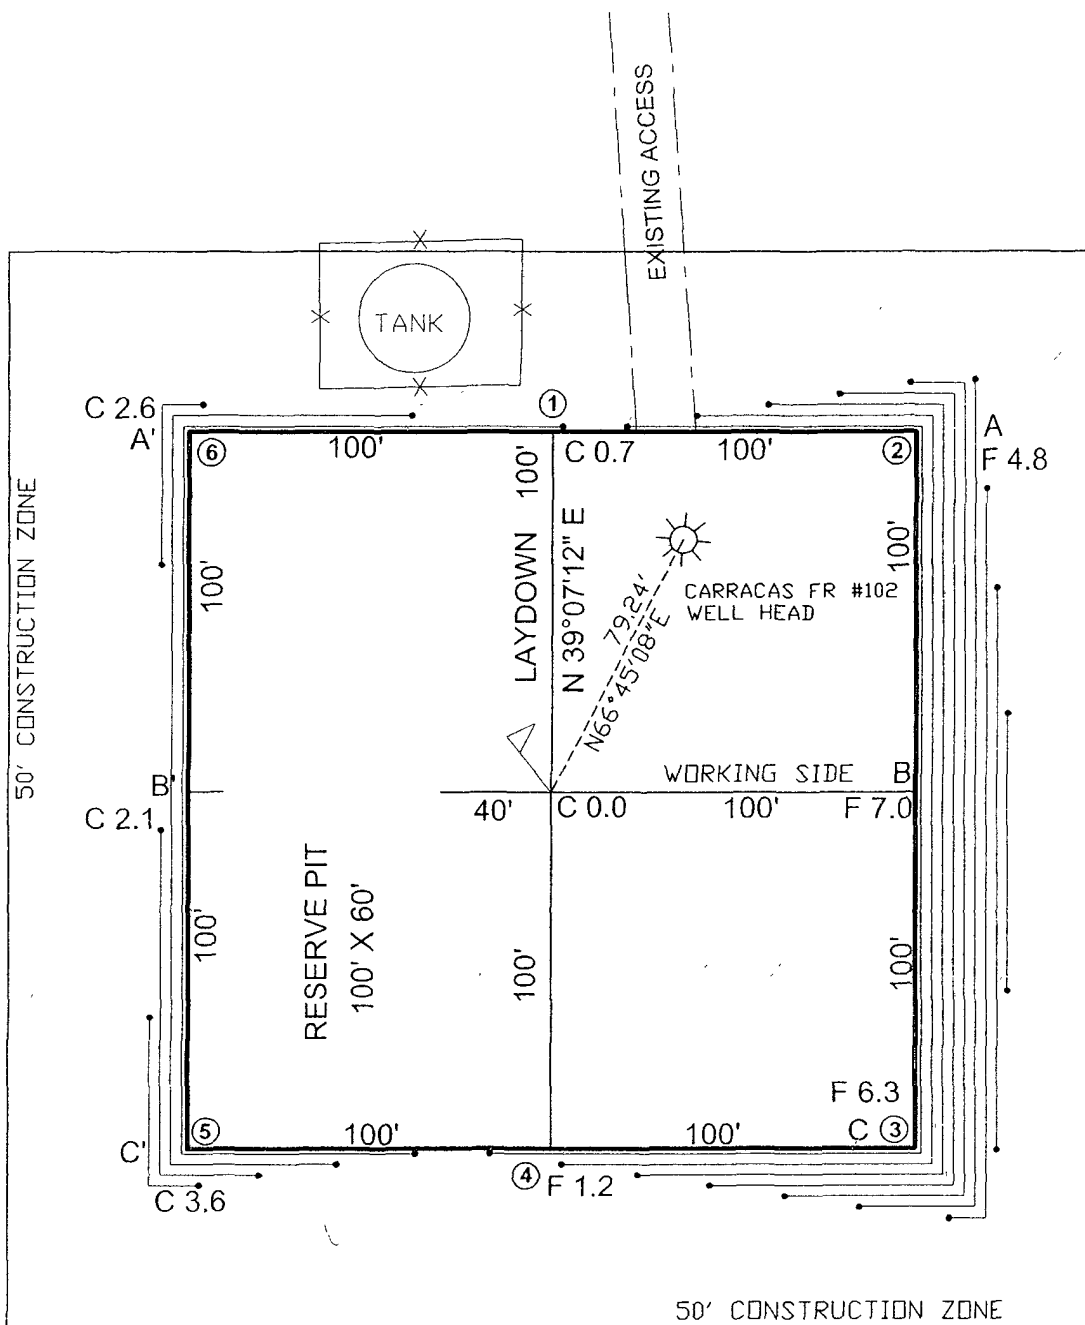 EXISTING ACCESS
TANK
C 2.6
A'
6
100'
1
C 0.7
100'
2
A
F 4.8
50' CONSTRUCTION ZONE
100'
100'
LAYDOWN
N 39°07'12" E
100'
CARRACAS FR #102
WELL HEAD
79.24'
N66°45'08"E
B'
WORKING SIDE
B
40'
C 0.0
100'
F 7.0
C 2.1
RESERVE PIT
100' X 60'
100'
100'
100'
F 6.3
C'
5
100'
4
F 1.2
100'
C
3
C 3.6
50' CONSTRUCTION ZONE